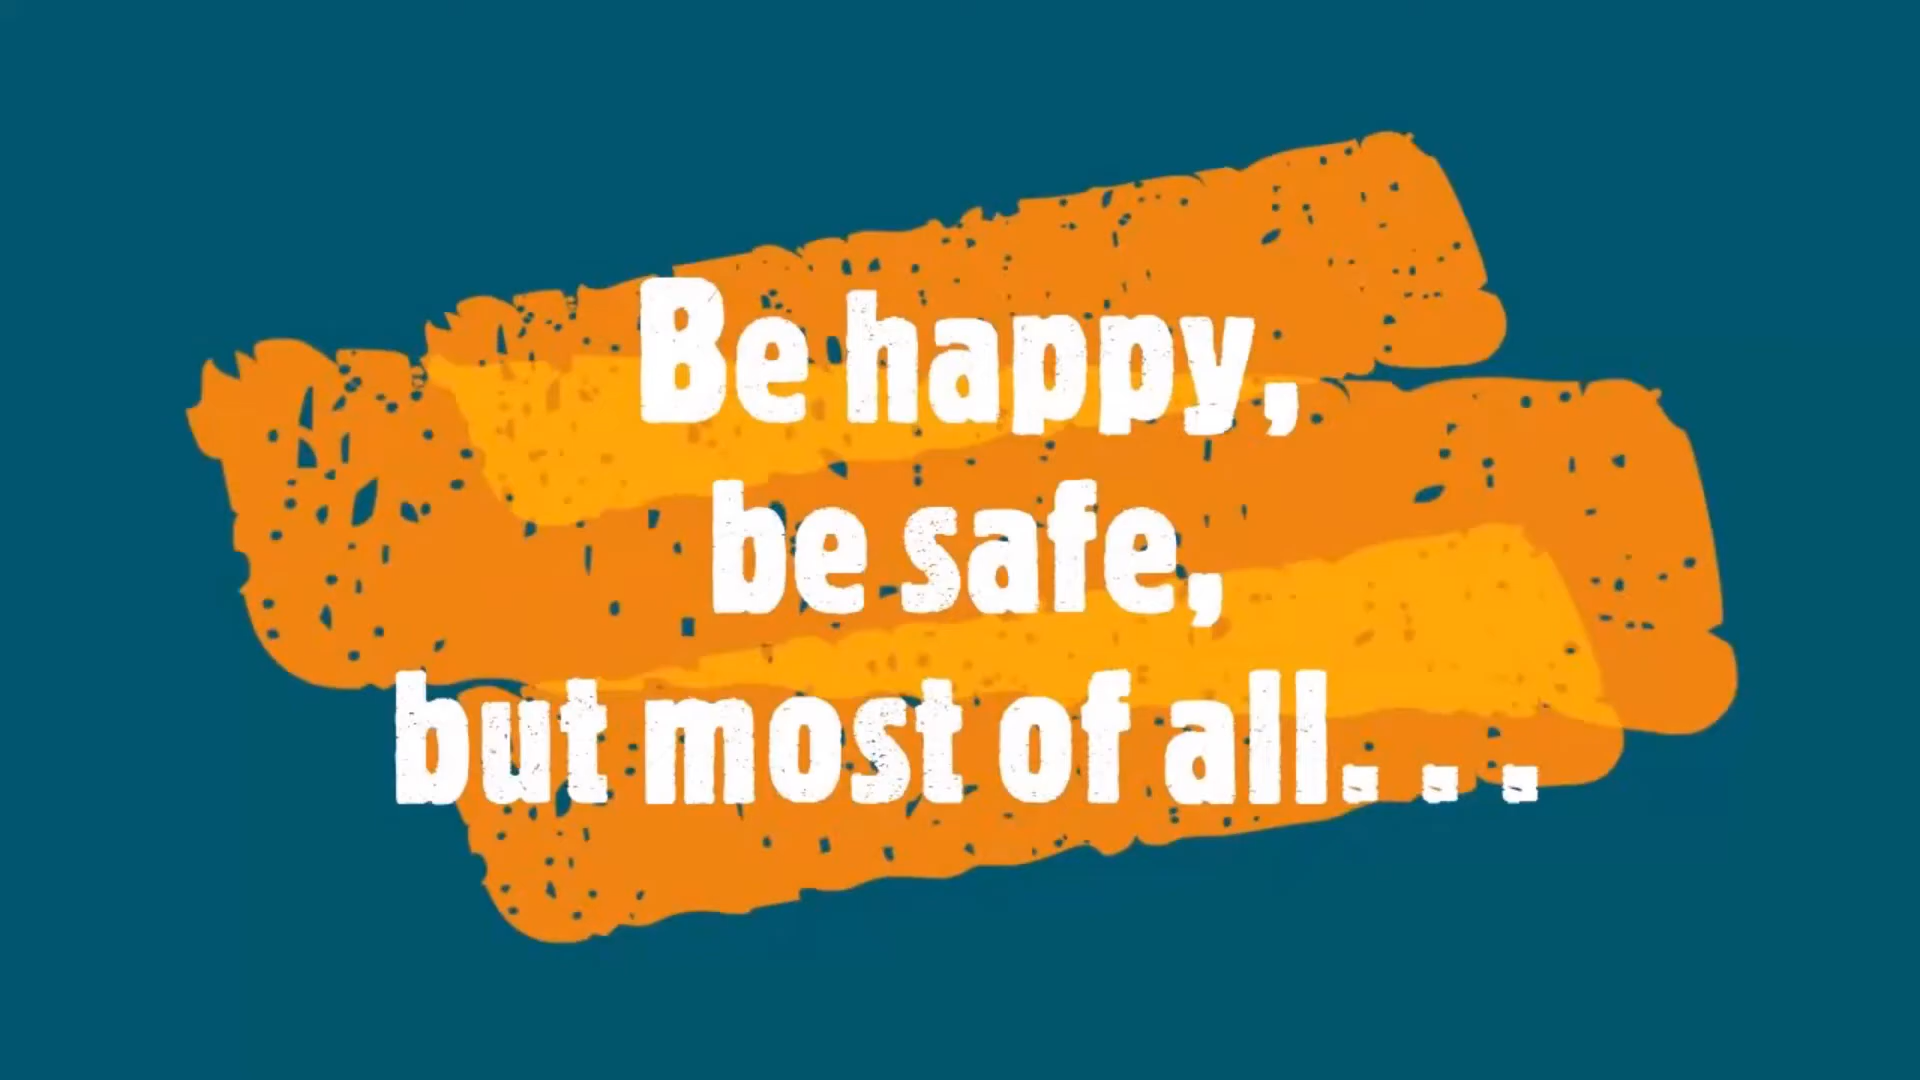 Be happy,
be safe,
but most of all. . .